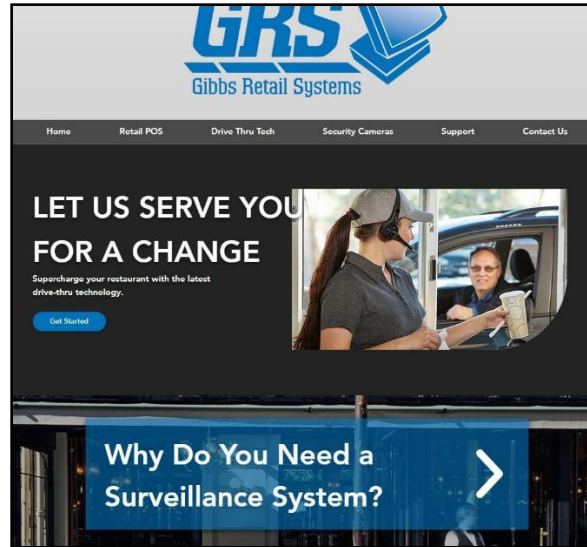 GRS
Gibbs Retail Systems
Home Retail POS Drive Thru Tech Security Cameras Support Contact Us
LET US SERVE YOU
FOR A CHANGE
Supercharge your restaurant with the latest
drive-thru technology.
Get Started
Why Do You Need a
Surveillance System?